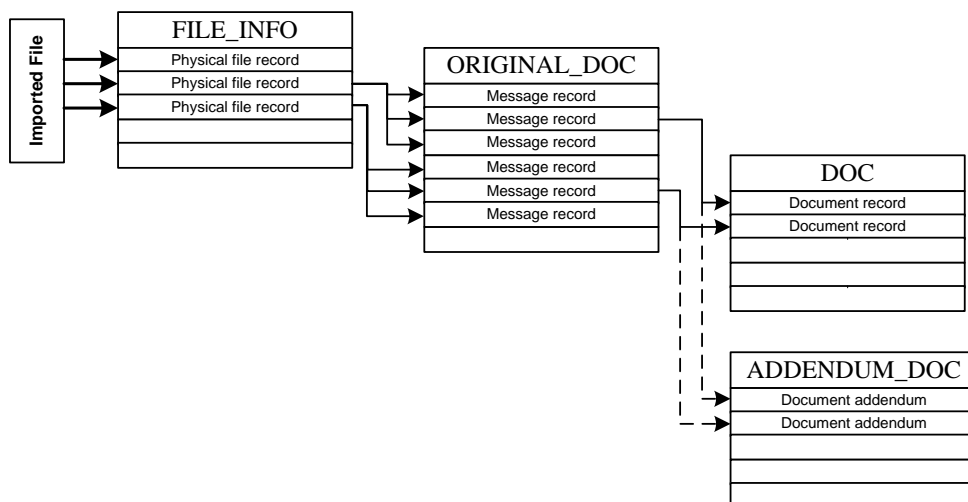 Imported File
FILE_INFO
Physical file record
Physical file record
Physical file record
ORIGINAL_DOC
Message record
Message record
Message record
Message record
Message record
Message record
DOC
Document record
Document record
ADDENDUM_DOC
Document addendum
Document addendum